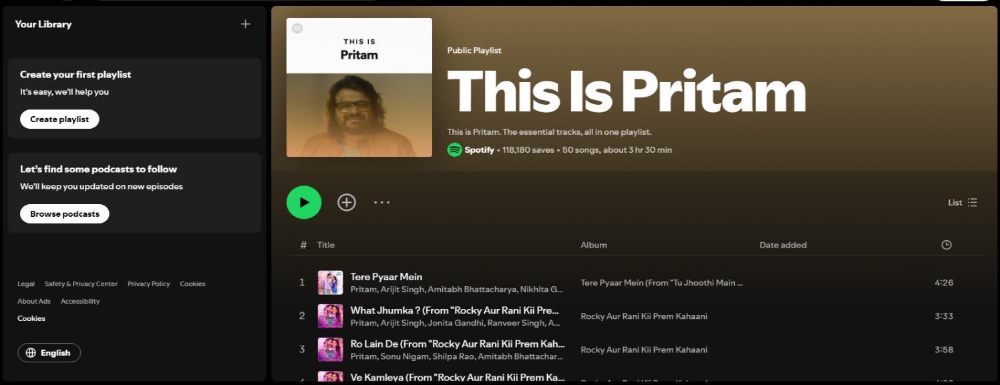 Your Library
Create your first playlist
It's easy, we'll help you
Create playlist
Let's find some podcasts to follow
We'll keep you updated on new episodes
Browse podcasts
Legal Safety & Privacy Center Privacy Policy Cookies
About Ads Accessibility
Cookies
English
THIS IS
Pritam
Public Playlist
This Is Pritam
This is Pritam. The essential tracks, all in one playlist.
Spotify • 118,180 saves • 50 songs, about 3 hr 30 min
List
# Title Album Date added
1 Tere Pyaar Mein
Pritam, Arijit Singh, Amitabh Bhattacharya, Nikhita G...
Tere Pyaar Mein (From "Tu Jhoothi Main ...
4:26
2 What Jhumka ? (From "Rocky Aur Rani Kii Pre...
Pritam, Arijit Singh, Jonita Gandhi, Ranveer Singh, A...
Rocky Aur Rani Kii Prem Kahaani
3:33
3 Ro Lain De (From "Rocky Aur Rani Kii Prem Kah...
Pritam, Sonu Nigam, Shilpa Rao, Amitabh Bhattachar...
Rocky Aur Rani Kii Prem Kahaani
3:58
Ve Kamleya (From "Rocky Aur Rani Kii Prem Ka...